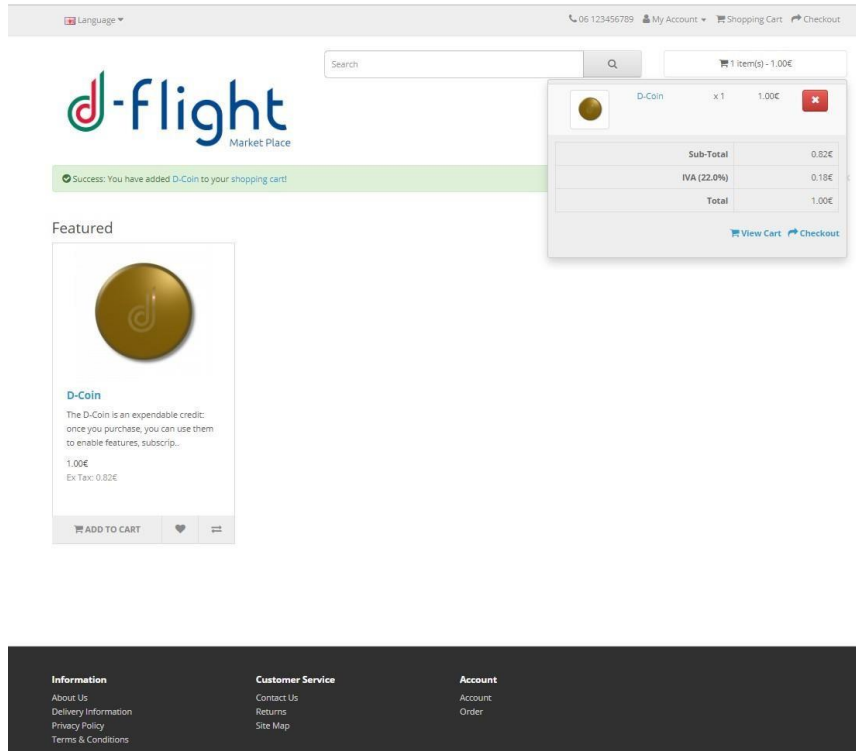 Language
06 123456789 My Account Shopping Cart Checkout
d-flight
Market Place
Search
1 item(s) - 1.00€
D-Coin x 1 1.00€
Sub-Total 0.82€
IVA (22.0%) 0.18€
Total 1.00€
View Cart Checkout
Success: You have added D-Coin to your shopping cart!
Featured
d
D-Coin
The D-Coin is an expendable credit:
once you purchase, you can use them
to enable features, subscrip..
1.00€
Ex Tax: 0.82€
ADD TO CART
Information
About Us
Delivery Information
Privacy Policy
Terms & Conditions
Customer Service
Contact Us
Returns
Site Map
Account
Account
Order